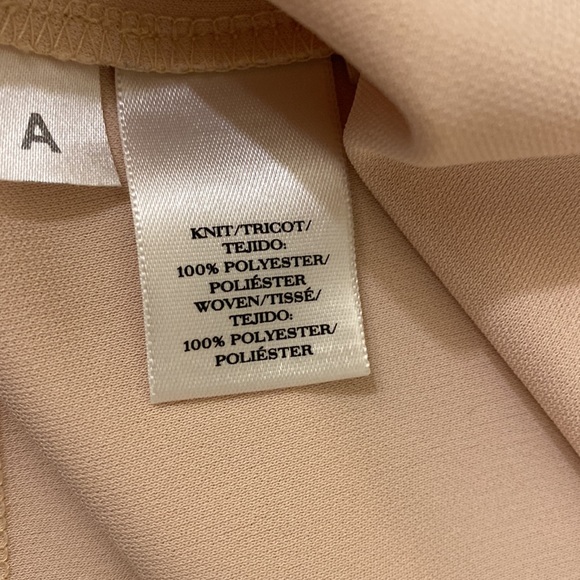 A
KNIT/TRICOT/
TEJIDO:
100% POLYESTER/
POLIÉSTER
WOVEN/TISSÉ/
TEJIDO:
100% POLYESTER/
POLIÉSTER